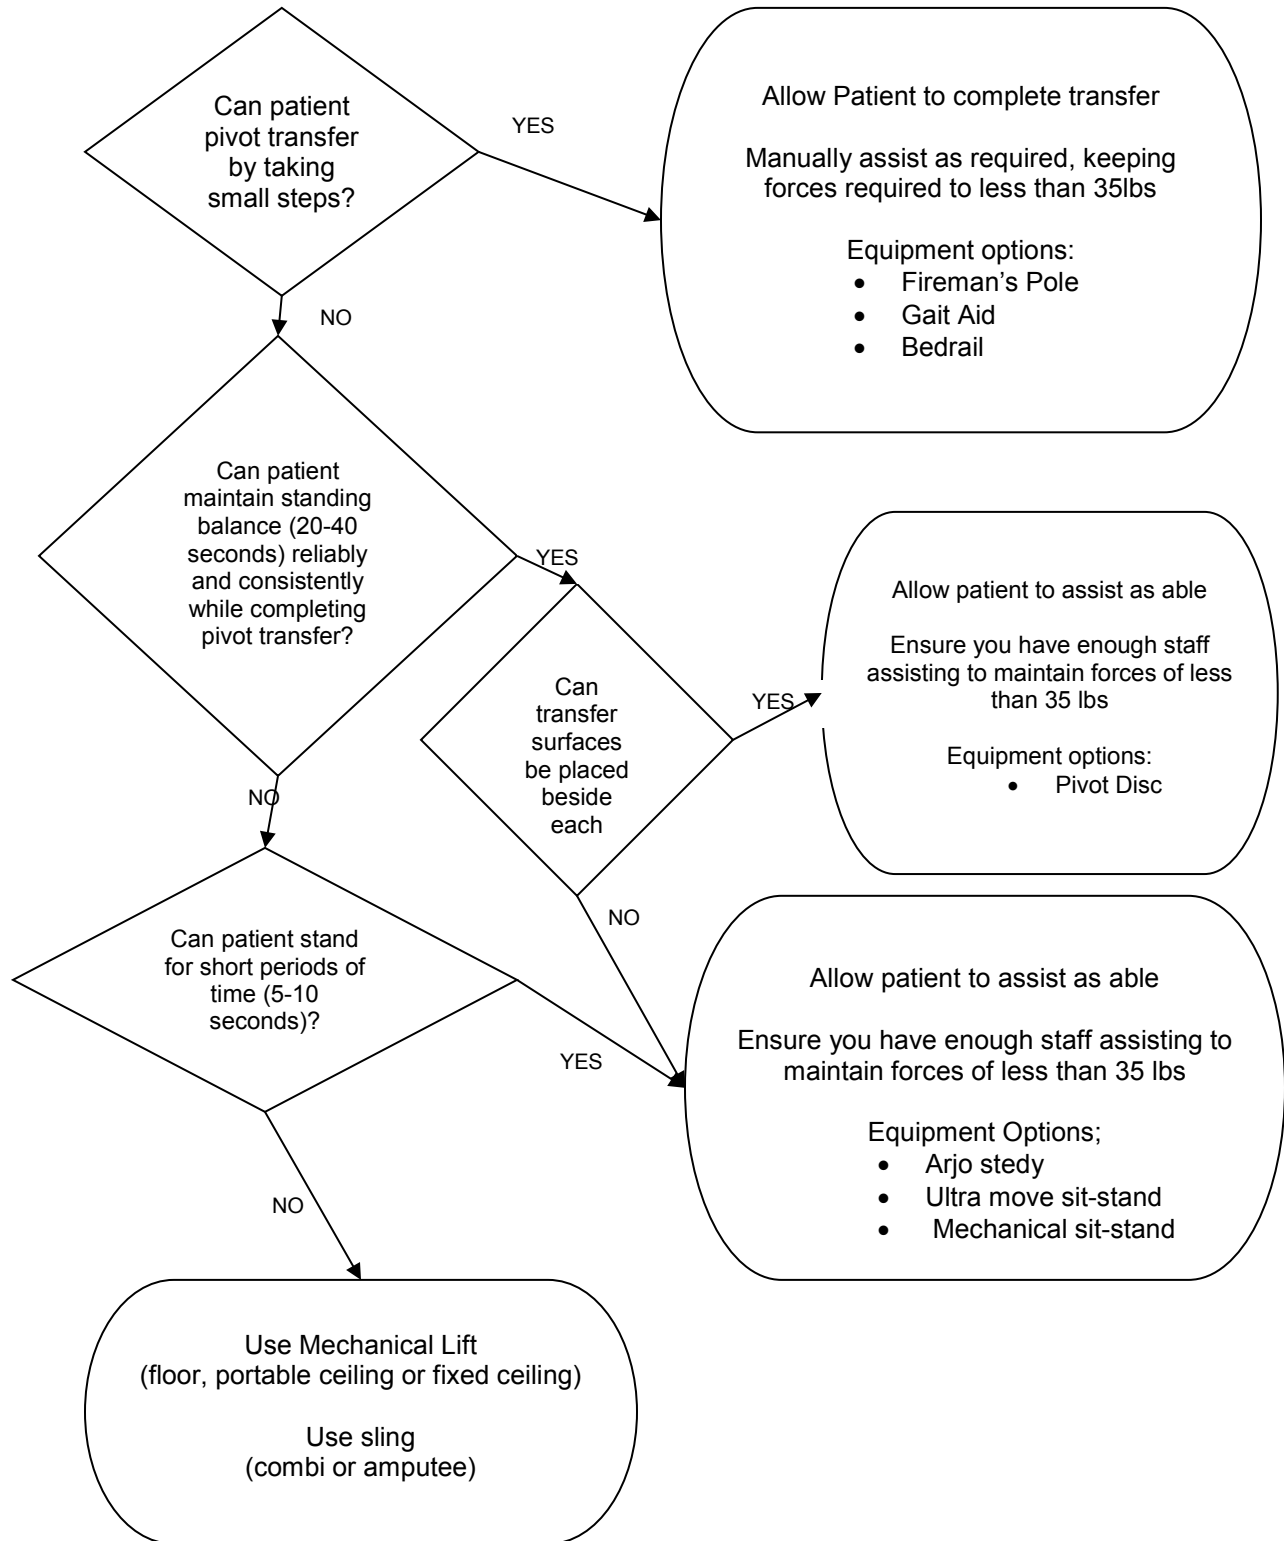 Can patient
pivot transfer
by taking
small steps?
YES
Allow Patient to complete transfer
Manually assist as required, keeping
forces required to less than 35lbs
Equipment options:
• Fireman’s Pole
• Gait Aid
• Bedrail
NO
Can patient
maintain standing
balance (20-40
seconds) reliably
and consistently
while completing
pivot transfer?
YES
Can
transfer
surfaces
be placed
beside
each
YES
Allow patient to assist as able
Ensure you have enough staff
assisting to maintain forces of less
than 35 lbs
Equipment options:
• Pivot Disc
NO
NO
Can patient stand
for short periods of
time (5-10
seconds)?
YES
Allow patient to assist as able
Ensure you have enough staff assisting to
maintain forces of less than 35 lbs
Equipment Options;
• Arjo stedy
• Ultra move sit-stand
• Mechanical sit-stand
NO
Use Mechanical Lift
(floor, portable ceiling or fixed ceiling)
Use sling
(combi or amputee)